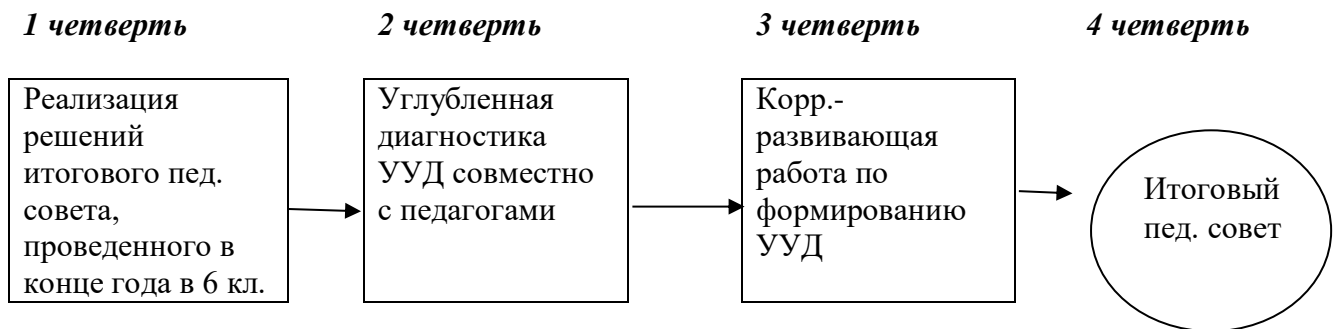 1 четверть
2 четверть
3 четверть
4 четверть
Реализация
решений
итогового пед.
совета,
проведенного в
конце года в 6 кл.
Углубленная
диагностика
УУД совместно
с педагогами
Корр.-
развивающая
работа по
формированию
УУД
Итоговый
пед. совет